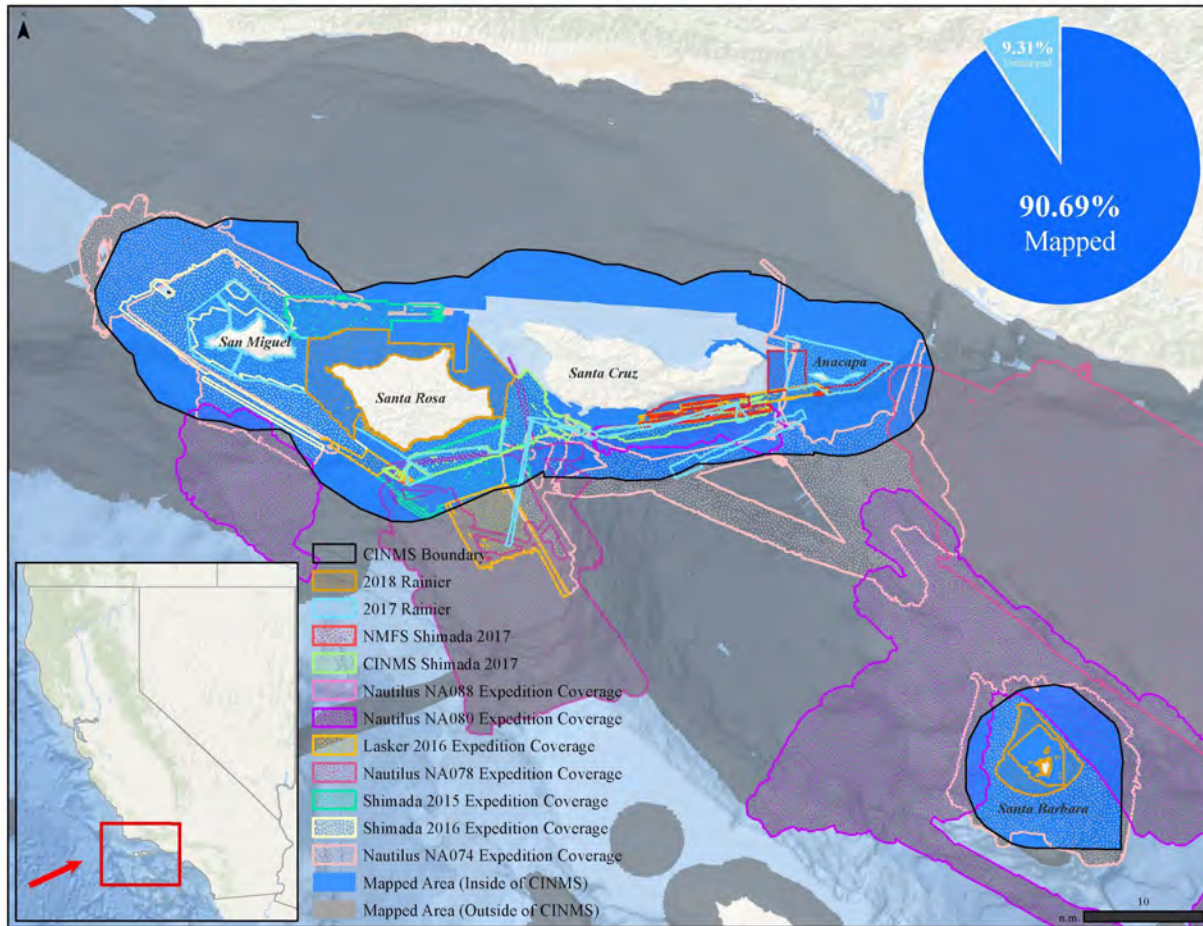 9.31%
Unmapped
90.69%
Mapped
San Miguel
Santa Rosa
Santa Cruz
Anacapa
Santa Barbara
CINMS Boundary
2018 Rainier
2017 Rainier
NMFS Shimada 2017
CINMS Shimada 2017
Nautilus NA088 Expedition Coverage
Nautilus NA080 Expedition Coverage
Lasker 2016 Expedition Coverage
Nautilus NA078 Expedition Coverage
Shimada 2015 Expedition Coverage
Shimada 2016 Expedition Coverage
Nautilus NA074 Expedition Coverage
Mapped Area (Inside of CINMS)
Mapped Area (Outside of CINMS)
10
n.m.